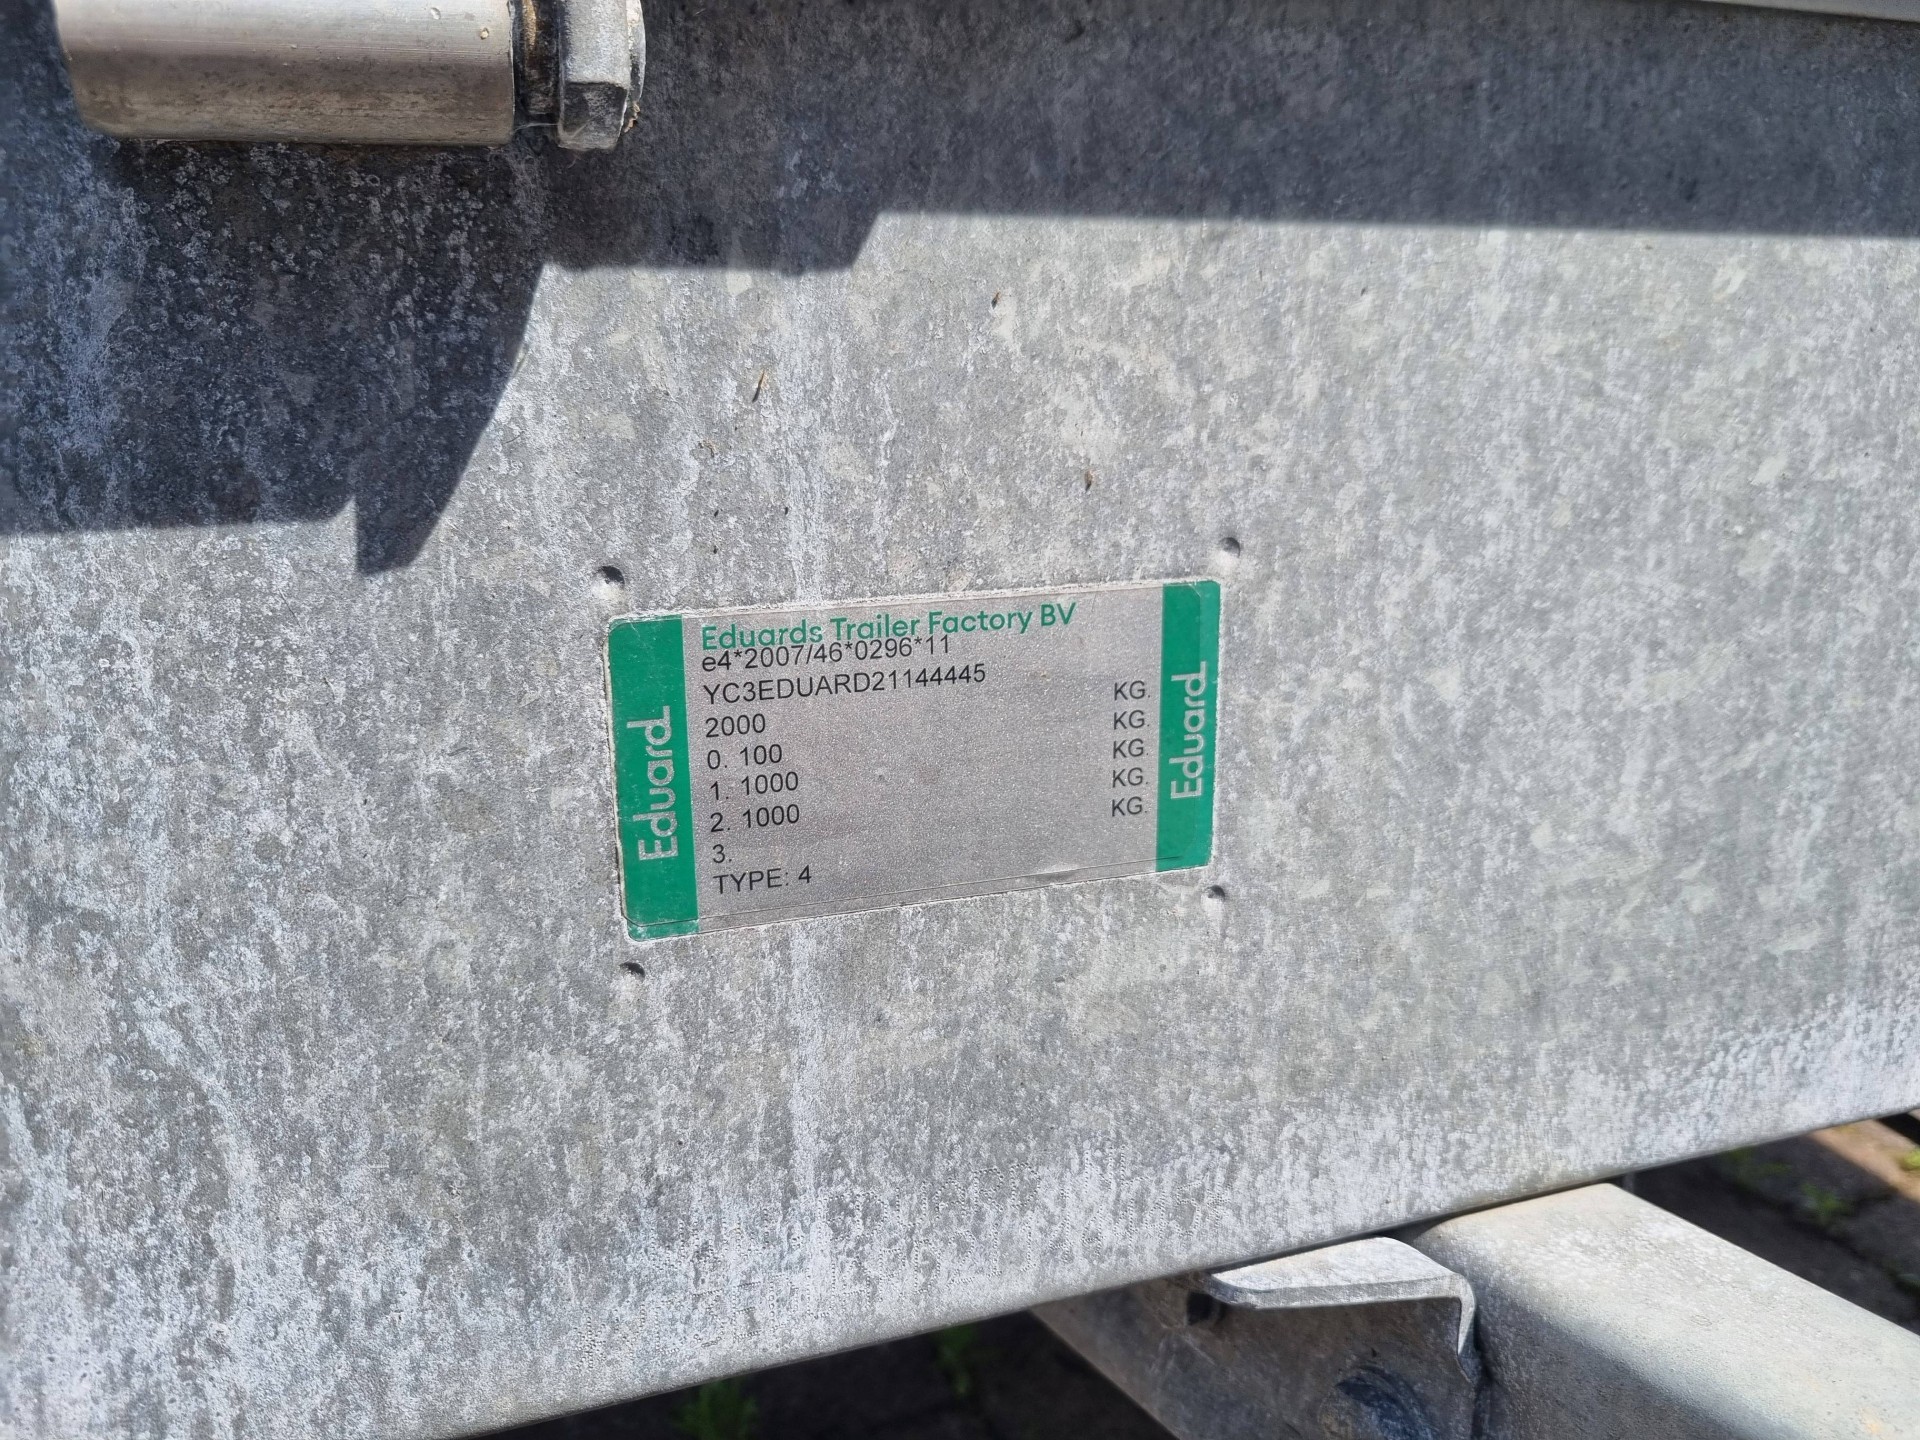 Eduard
Eduards Trailer Factory BV
e4*2007/46*0296*11
YC3EDUARD21144445
2000 KG.
0. 100 KG.
1. 1000 KG.
2. 1000 KG.
3. KG.
TYPE: 4
Eduard